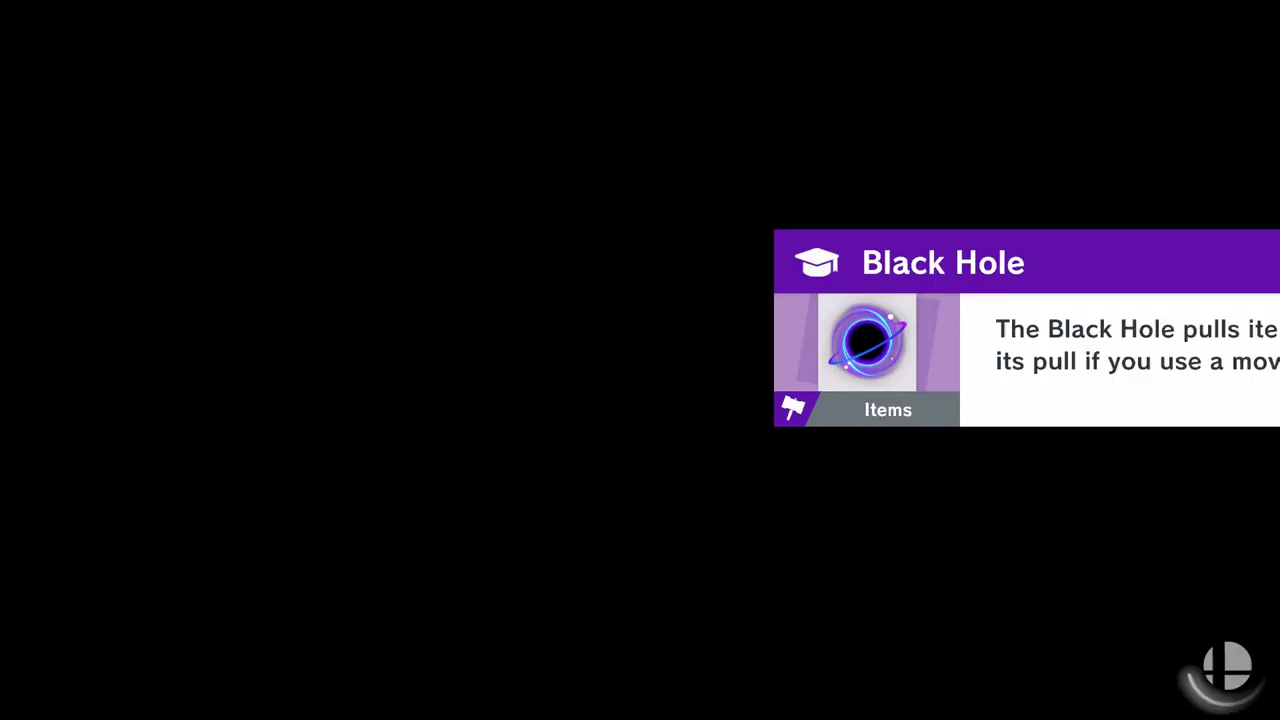 Black Hole
The Black Hole pulls ite
its pull if you use a mov
Items